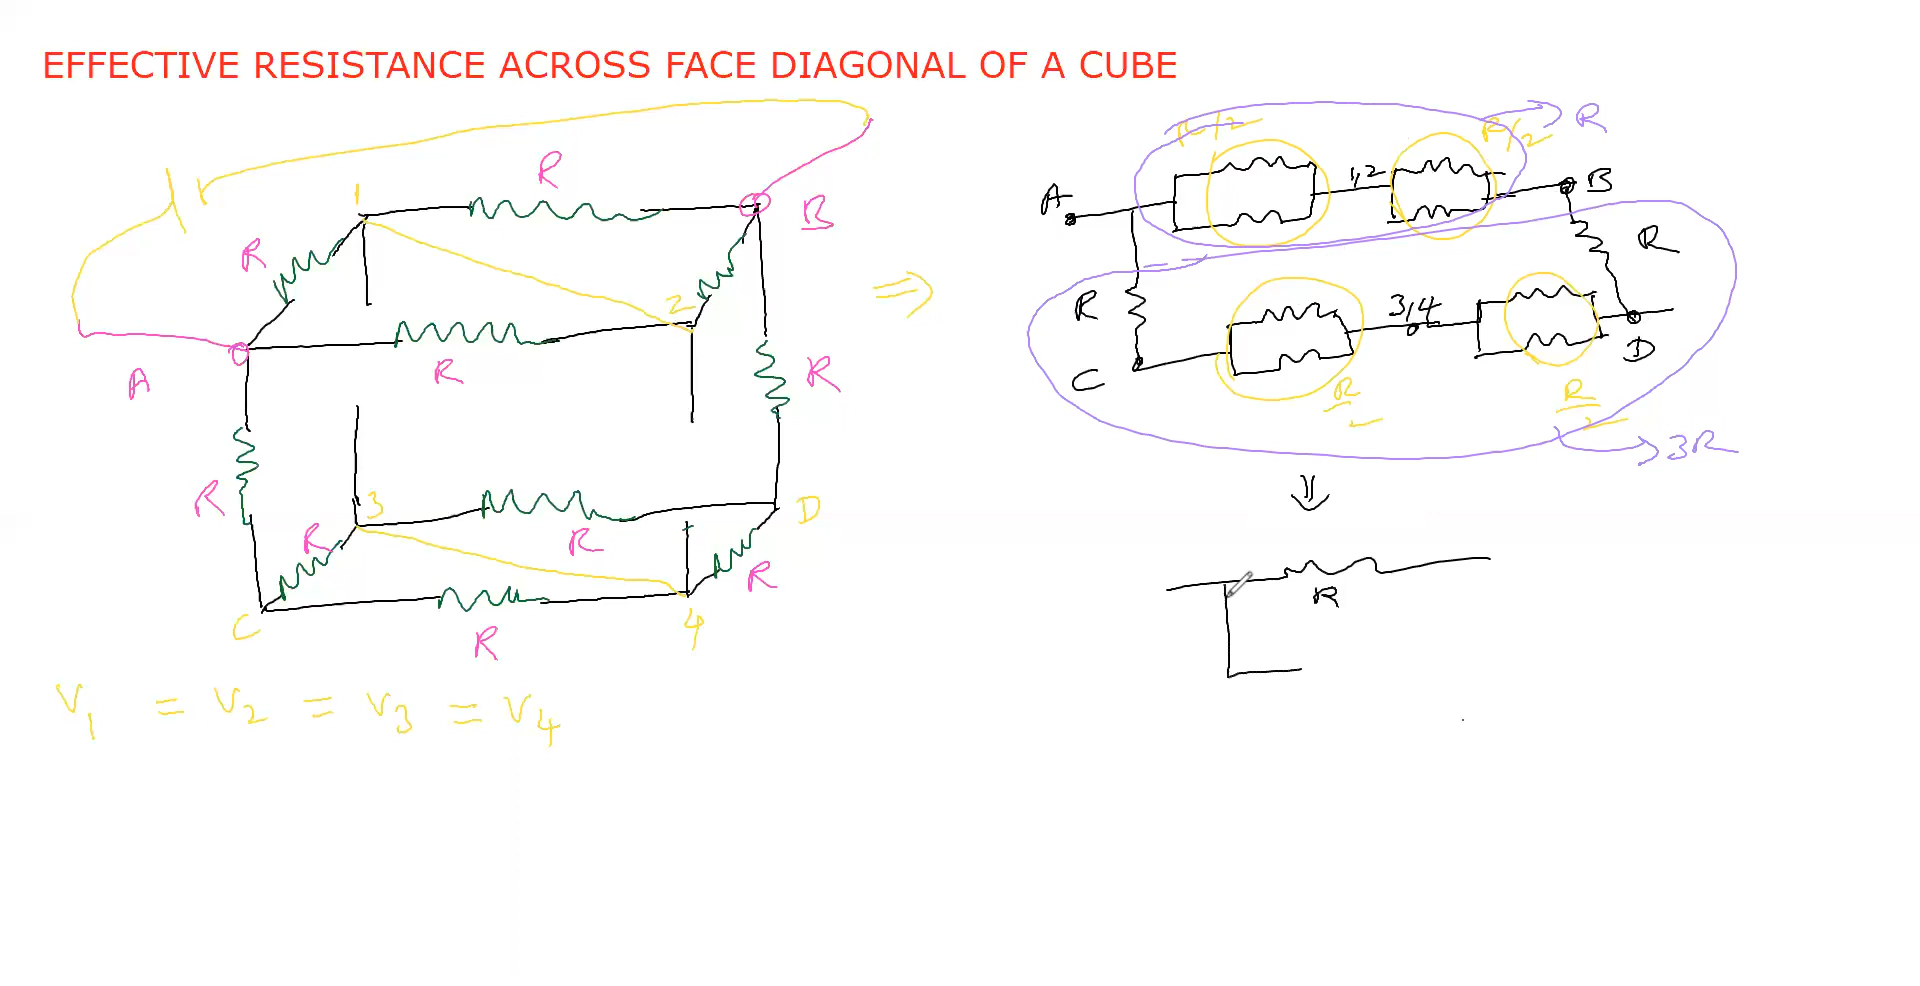 EFFECTIVE RESISTANCE ACROSS FACE DIAGONAL OF A CUBE
R
1
R
B
2
R
A
R
R
3
R
R
D
R
C
R
4
V1 = V2 = V3 = V4
⇒
R/2
R/2
R
A
1,2
B
R
R
3/4
C
D
R/2
R/2
3R
⇓
R